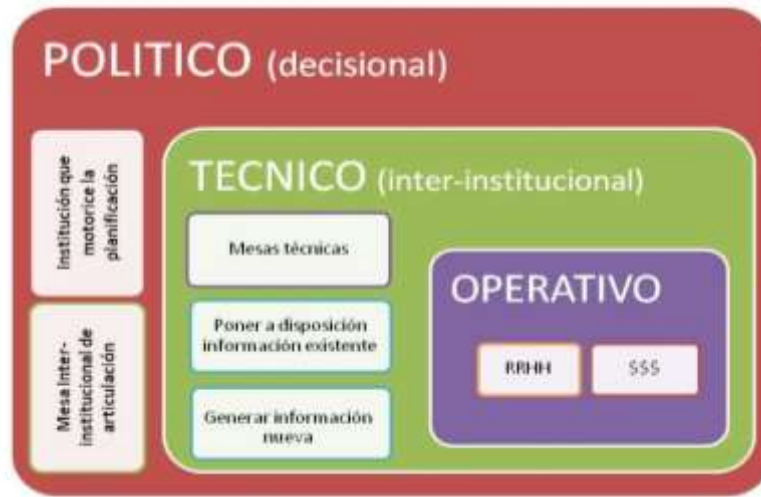 POLITICO (decisional)
Institución que
motorice la
planificación
Mesa Inter-
institucional de
articulación
TECNICO (inter-institucional)
Mesas técnicas
Poner a disposición
información existente
Generar información
nueva
OPERATIVO
RRHH
$$$